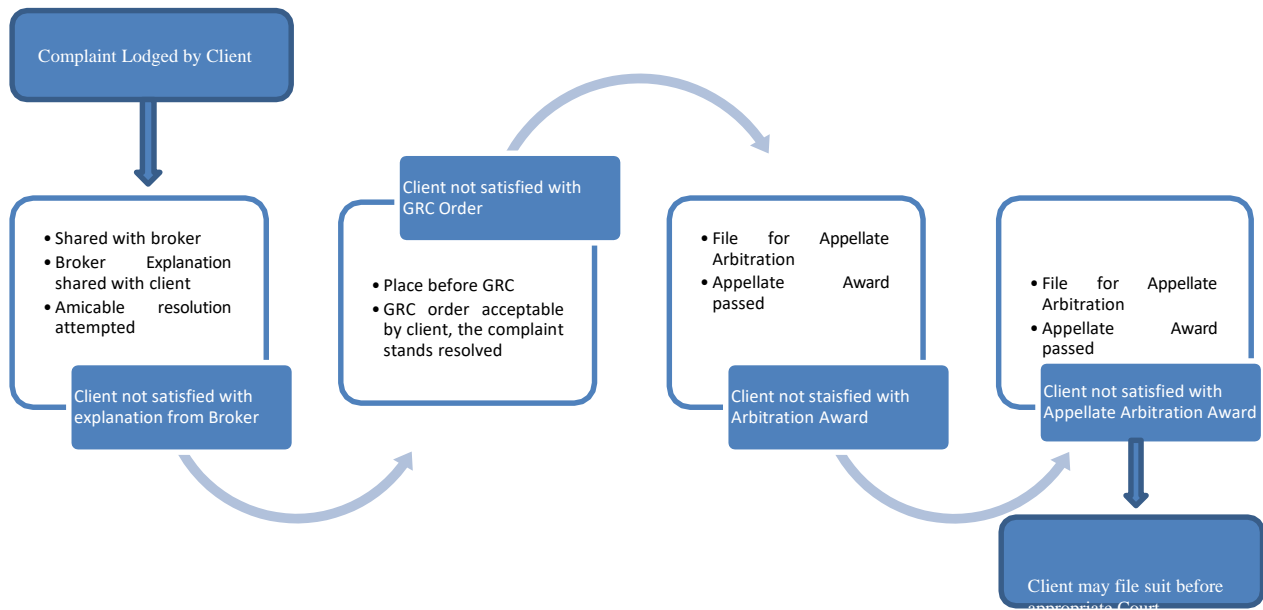 Complaint Lodged by Client
• Shared with broker
• Broker Explanation
shared with client
• Amicable resolution
attempted
Client not satisfied with
explanation from Broker
Client not satisfied with
GRC Order
• Place before GRC
• GRC order acceptable
by client, the complaint
stands resolved
• File for Appellate
Arbitration
• Appellate Award
passed
Client not staisfied with
Arbitration Award
• File for Appellate
Arbitration
• Appellate Award
passed
Client not satisfied with
Appellate Arbitration Award
Client may file suit before
appropriate Court